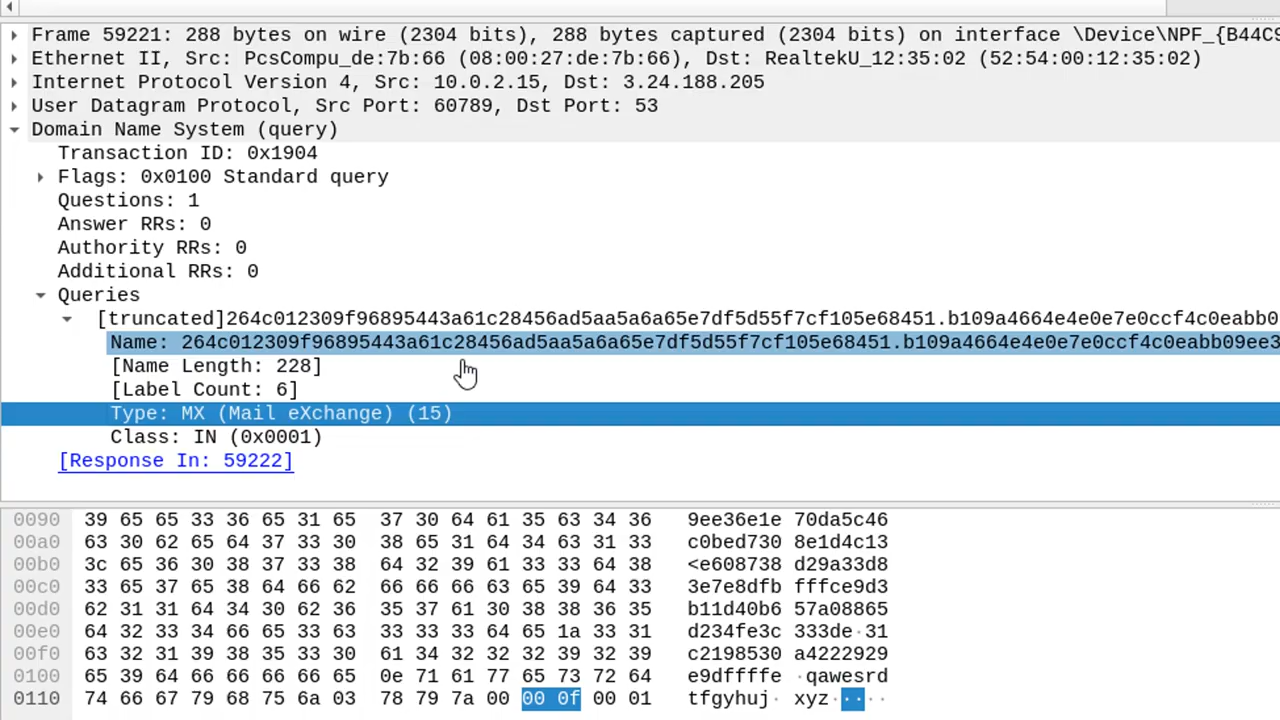 Frame 59221: 288 bytes on wire (2304 bits), 288 bytes captured (2304 bits) on interface \Device\NPF_{B44C9
Ethernet II, Src: PcsCompu_de:7b:66 (08:00:27:de:7b:66), Dst: RealtekU_12:35:02 (52:54:00:12:35:02)
Internet Protocol Version 4, Src: 10.0.2.15, Dst: 3.24.188.205
User Datagram Protocol, Src Port: 60789, Dst Port: 53
Domain Name System (query)
Transaction ID: 0x1904
Flags: 0x0100 Standard query
Questions: 1
Answer RRs: 0
Authority RRs: 0
Additional RRs: 0
Queries
[truncated]264c012309f96895443a61c28456ad5aa5a6a65e7df5d55f7cf105e68451.b109a4664e4e0e7e0ccf4c0eabb0
Name: 264c012309f96895443a61c28456ad5aa5a6a65e7df5d55f7cf105e68451.b109a4664e4e0e7e0ccf4c0eabb09ee3
[Name Length: 228]
[Label Count: 6]
Type: MX (Mail eXchange) (15)
Class: IN (0x0001)
[Response In: 59222]
0090 39 65 65 33 36 65 31 65 37 30 64 61 35 63 34 36 9ee36e1e 70da5c46
00a0 63 30 62 65 64 37 33 30 38 65 31 64 34 63 31 33 c0bed730 8e1d4c13
00b0 3c 65 36 30 38 37 33 38 64 32 39 61 33 33 64 38 <e608738 d29a33d8
00c0 33 65 37 65 38 64 66 62 66 66 66 63 65 39 64 33 3e7e8dfb fffce9d3
00d0 62 31 31 64 34 30 62 36 35 37 61 30 38 38 36 35 b11d40b6 57a08865
00e0 64 32 33 34 66 65 33 63 33 33 33 64 65 1a 33 31 d234fe3c 333de·31
00f0 63 32 31 39 38 35 33 30 61 34 32 32 32 39 32 39 c2198530 a4222929
0100 65 39 64 66 66 66 66 65 0e 71 61 77 65 73 72 64 e9dffffe ·qawesrd
0110 74 66 67 79 68 75 6a 03 78 79 7a 00 00 0f 00 01 tfgyhuj· xyz·····